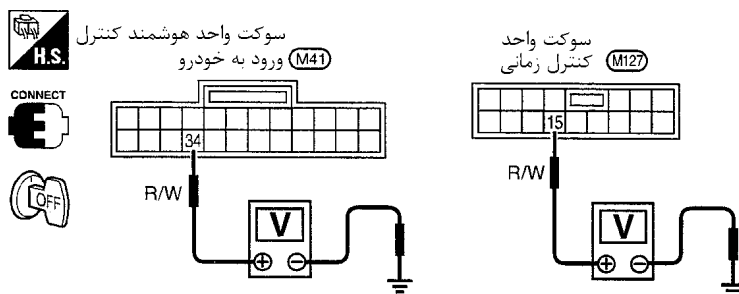 سوکت واحد هوشمند کنترل
ورود به خودرو M41
سوکت واحد
کنترل زمانی M127
H.S.
CONNECT
OFF
34
R/W
V
+ −
15
R/W
V
+ −